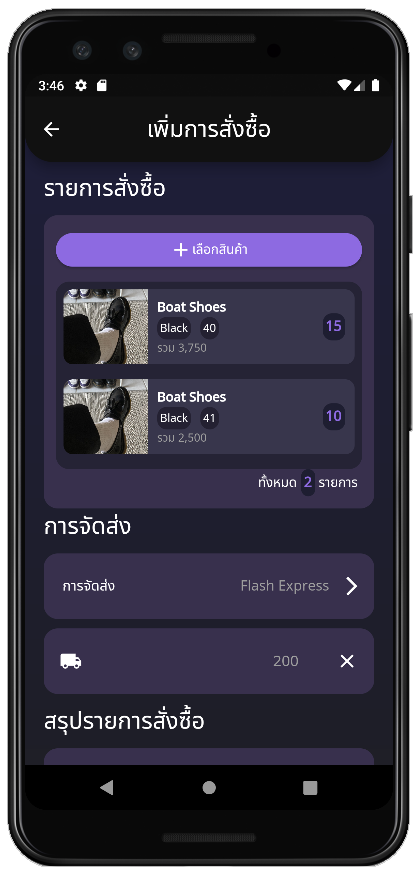 3:46
เพิ่มการสั่งซื้อ
รายการสั่งซื้อ
เลือกสินค้า
Boat Shoes
Black 40
15
รวม 3,750
Boat Shoes
Black 41
10
รวม 2,500
ทั้งหมด 2 รายการ
การจัดส่ง
การจัดส่ง Flash Express
200
สรุปรายการสั่งซื้อ